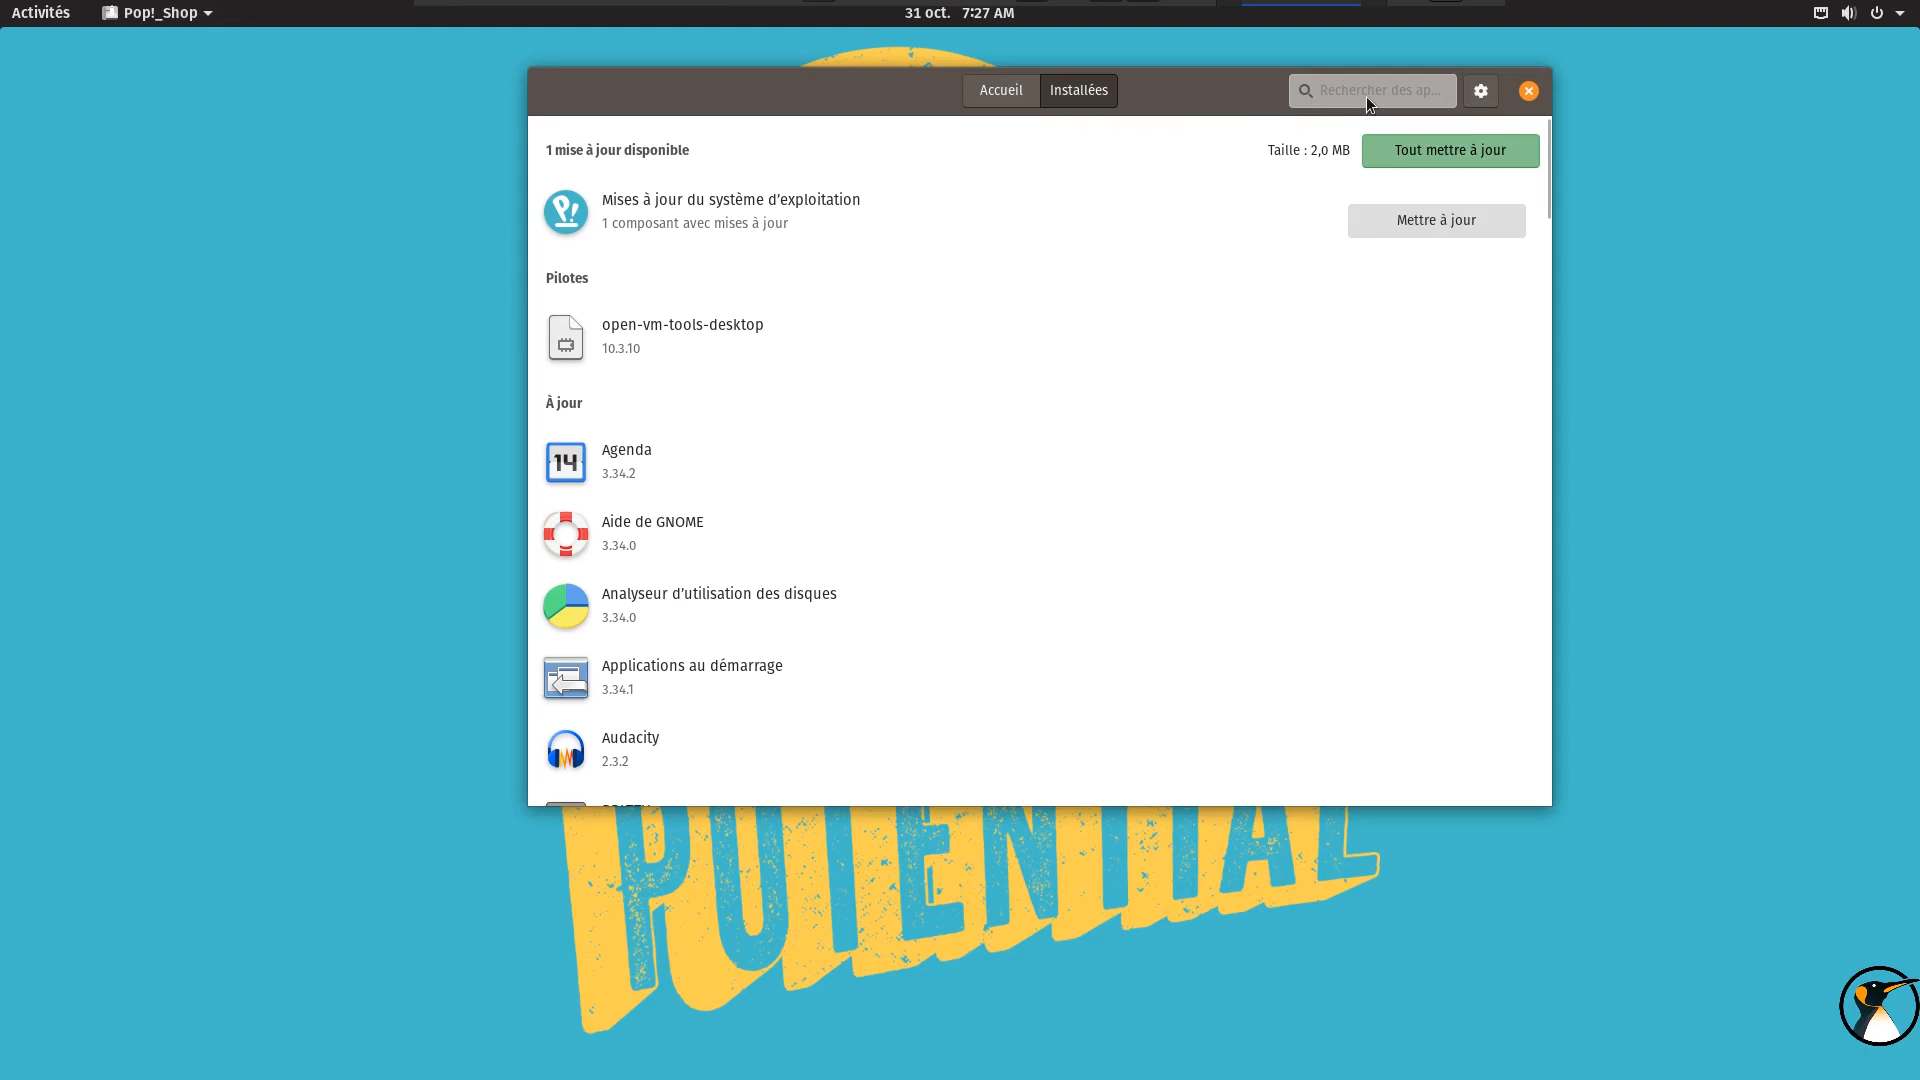 Activités
Pop!_Shop
31 oct. 7:27 AM
Accueil
Installées
Rechercher des ap...
1 mise à jour disponible
Taille : 2,0 MB
Tout mettre à jour
Mises à jour du système d’exploitation
1 composant avec mises à jour
Mettre à jour
Pilotes
open-vm-tools-desktop
10.3.10
À jour
14
Agenda
3.34.2
Aide de GNOME
3.34.0
Analyseur d’utilisation des disques
3.34.0
Applications au démarrage
3.34.1
Audacity
2.3.2
POTENTIAL